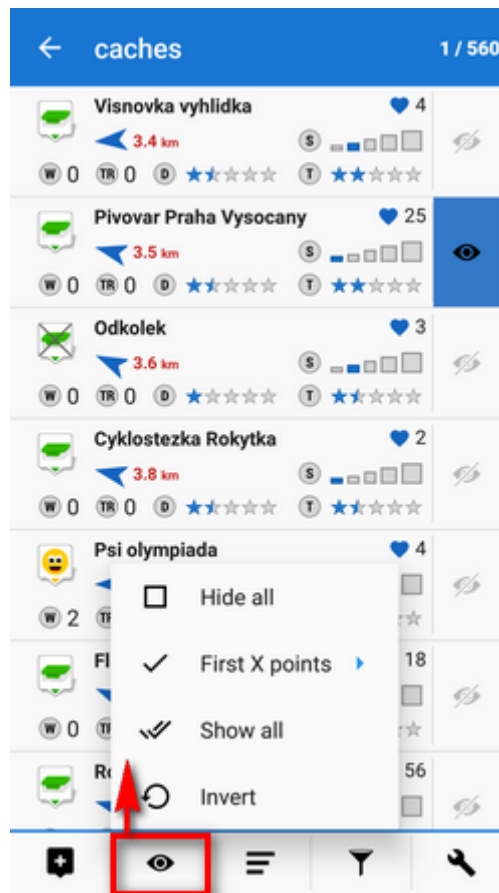 caches 1 / 560
Visnovka vyhlidka 4
3.4 km S
W 0 TR 0 D T
Pivovar Praha Vysocany 25
3.5 km S
W 0 TR 0 D T
Odkolek 3
3.6 km S
W 0 TR 0 D T
Cyklostezka Rokytka 2
3.8 km S
W 0 TR 0 D T
Psi olympiada 4
W 2
Hide all
18
First X points
W 0
Show all
56
Invert